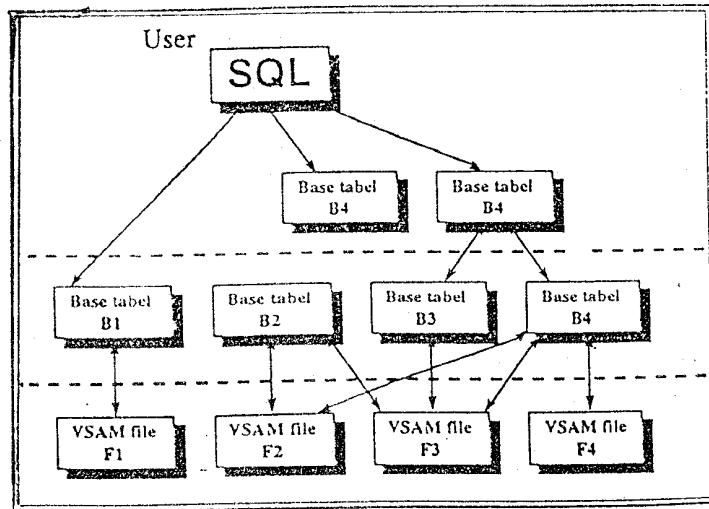 User
SQL
Base tabel
B4
Base tabel
B4
Base tabel
B1
Base tabel
B2
Base tabel
B3
Base tabel
B4
VSAM file
F1
VSAM file
F2
VSAM file
F3
VSAM file
F4